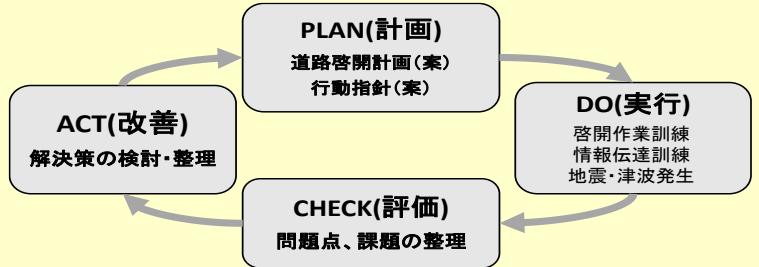 PLAN(計画)
道路啓開計画(案)
行動指針(案)
DO(実行)
啓開作業訓練
情報伝達訓練
地震・津波発生
CHECK(評価)
問題点、課題の整理
ACT(改善)
解決策の検討・整理